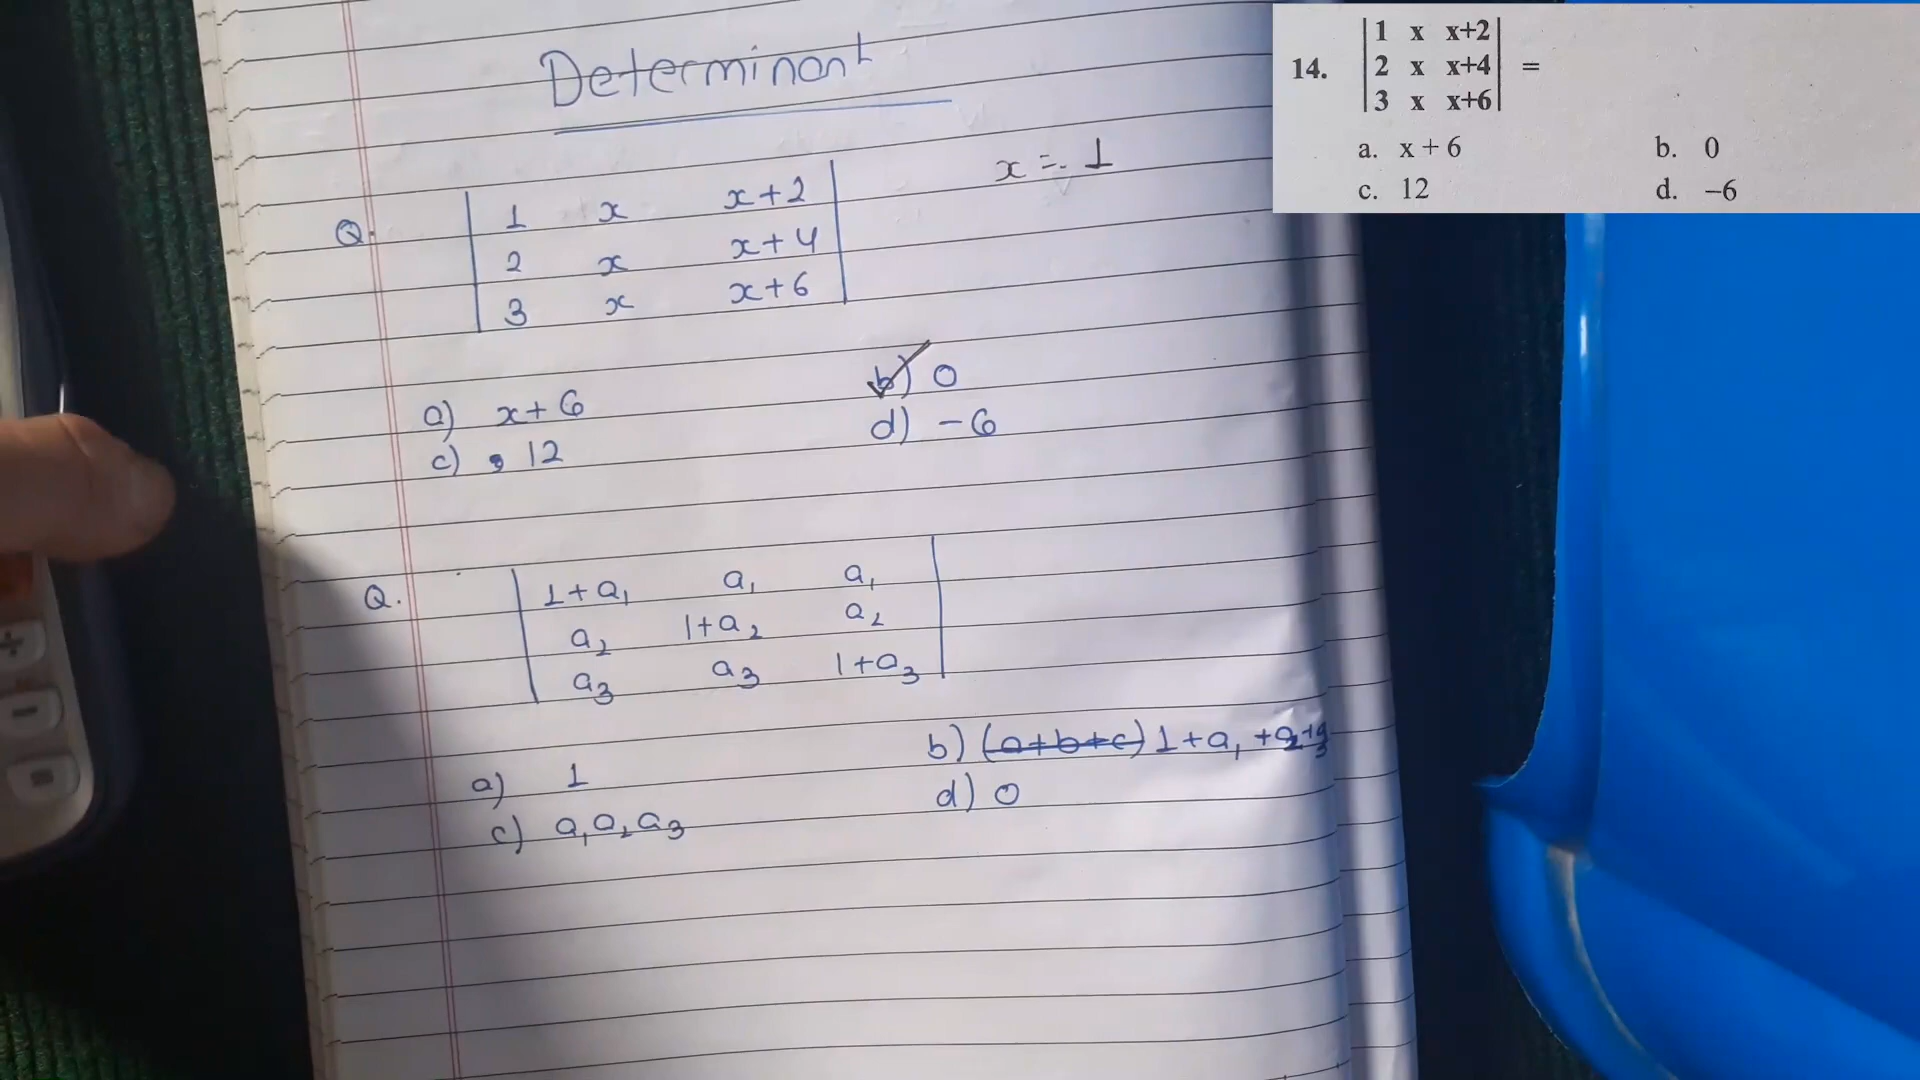 Determinant
Q. | 1 x x+2 |
| 2 x x+4 |
| 3 x x+6 |
x = 1
a) x+6 b) 0
c) 12 d) -6
Q. | 1+a₁ a₁ a₁ |
| a₂ 1+a₂ a₂ |
| a₃ a₃ 1+a₃ |
a) 1 b) (a+b+c) 1+a₁+a₂+a₃
c) a₁a₂a₃ d) 0
14. |1 x x+2|
|2 x x+4| =
|3 x x+6|
a. x + 6 b. 0
c. 12 d. −6
+
−
=